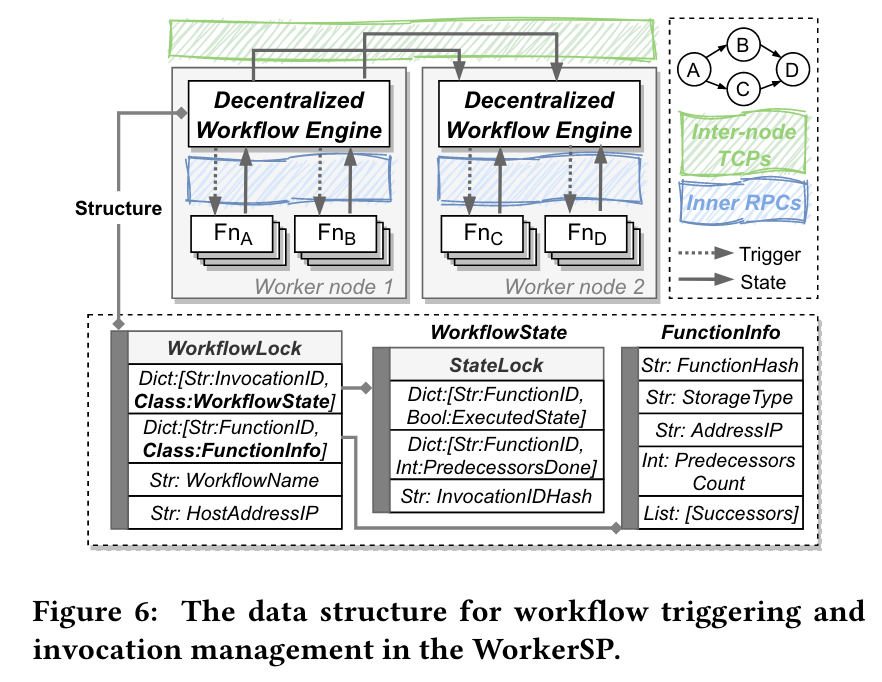 Decentralized
Workflow Engine
Decentralized
Workflow Engine
Fn_A
Fn_B
Fn_C
Fn_D
Worker node 1
Worker node 2
A
B
C
D
Inter-node
TCPs
Inner RPCs
Trigger
State
Structure
WorkflowLock
Dict:[Str:InvocationID,
Class:WorkflowState]
Dict:[Str:FunctionID,
Class:FunctionInfo]
Str: WorkflowName
Str: HostAddressIP
WorkflowState
StateLock
Dict:[Str:FunctionID,
Bool:ExecutedState]
Dict:[Str:FunctionID,
Int:PredecessorsDone]
Str: InvocationIDHash
FunctionInfo
Str: FunctionHash
Str: StorageType
Str: AddressIP
Int: Predecessors
Count
List: [Successors]
Figure 6: The data structure for workflow triggering and
invocation management in the WorkerSP.